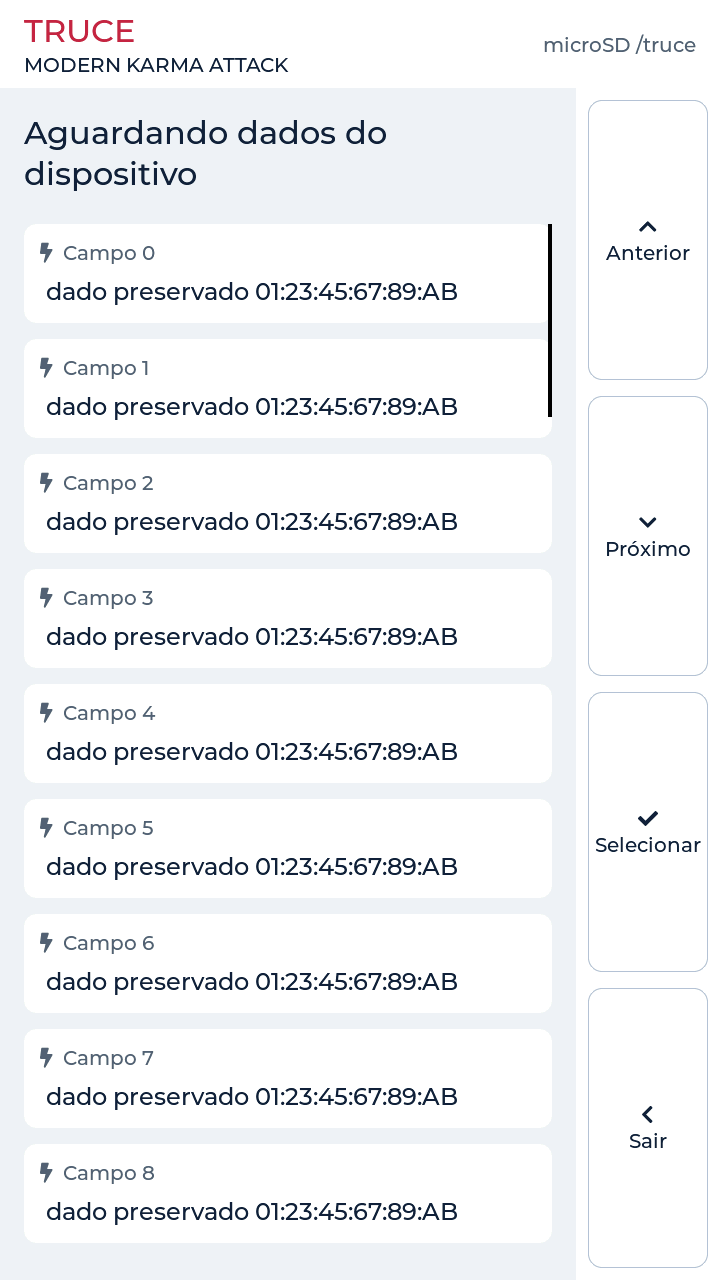 TRUCE
MODERN KARMA ATTACK
microSD /truce
Aguardando dados do
dispositivo
Campo 0
dado preservado 01:23:45:67:89:AB
Campo 1
dado preservado 01:23:45:67:89:AB
Campo 2
dado preservado 01:23:45:67:89:AB
Campo 3
dado preservado 01:23:45:67:89:AB
Campo 4
dado preservado 01:23:45:67:89:AB
Campo 5
dado preservado 01:23:45:67:89:AB
Campo 6
dado preservado 01:23:45:67:89:AB
Campo 7
dado preservado 01:23:45:67:89:AB
Campo 8
dado preservado 01:23:45:67:89:AB
Anterior
Próximo
Selecionar
Sair